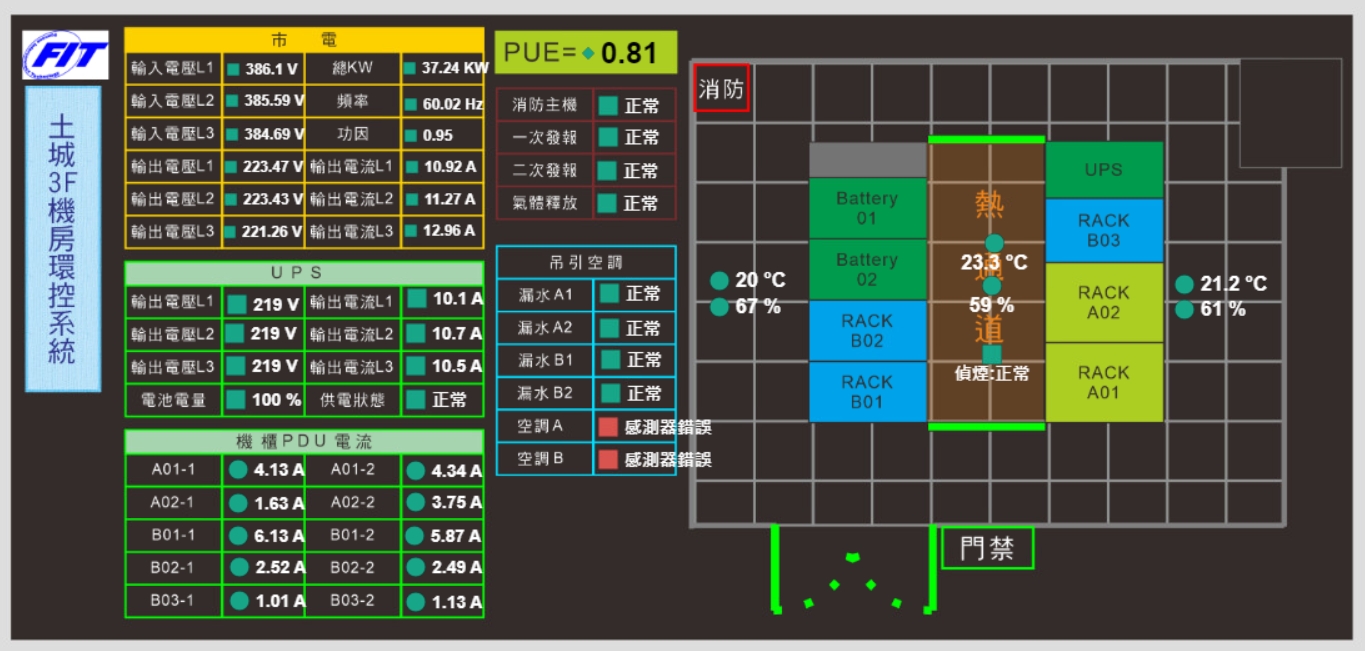 FIT
土城3F機房環控系統
市 電
輸入電壓L1 386.1 V 總KW 37.24 KW
輸入電壓L2 385.59 V 頻率 60.02 Hz
輸入電壓L3 384.69 V 功因 0.95
輸出電壓L1 223.47 V 輸出電流L1 10.92 A
輸出電壓L2 223.43 V 輸出電流L2 11.27 A
輸出電壓L3 221.26 V 輸出電流L3 12.96 A
UPS
輸出電壓L1 219 V 輸出電流L1 10.1 A
輸出電壓L2 219 V 輸出電流L2 10.7 A
輸出電壓L3 219 V 輸出電流L3 10.5 A
電池電量 100 % 供電狀態 正常
機櫃PDU電流
A01-1 4.13 A A01-2 4.34 A
A02-1 1.63 A A02-2 3.75 A
B01-1 6.13 A B01-2 5.87 A
B02-1 2.52 A B02-2 2.49 A
B03-1 1.01 A B03-2 1.13 A
PUE= 0.81
消防主機 正常
一次發報 正常
二次發報 正常
氣體釋放 正常
吊引空調
漏水A1 正常
漏水A2 正常
漏水B1 正常
漏水B2 正常
空調A 感測器錯誤
空調B 感測器錯誤
消防
20 °C
67 %
Battery
01
Battery
02
RACK
B02
RACK
B01
熱通道
23.3 °C
59 %
偵煙:正常
UPS
RACK
B03
RACK
A02
RACK
A01
21.2 °C
61 %
門禁